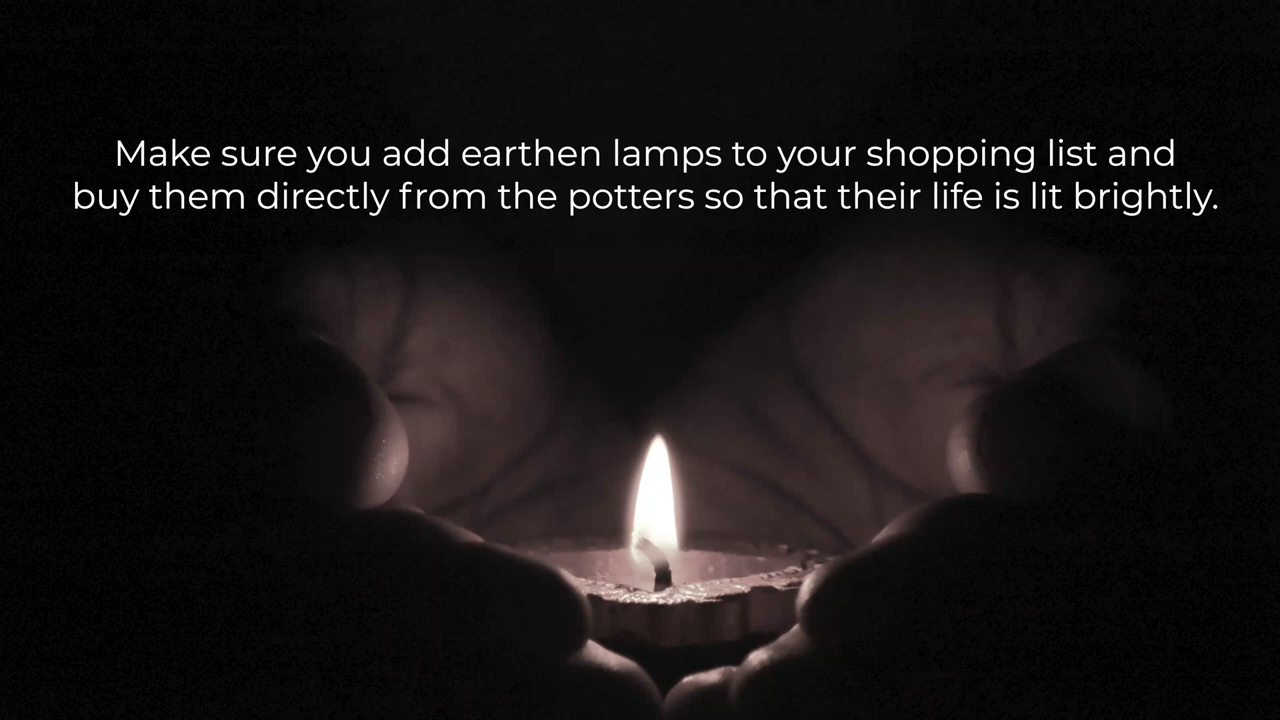 Make sure you add earthen lamps to your shopping list and
buy them directly from the potters so that their life is lit brightly.